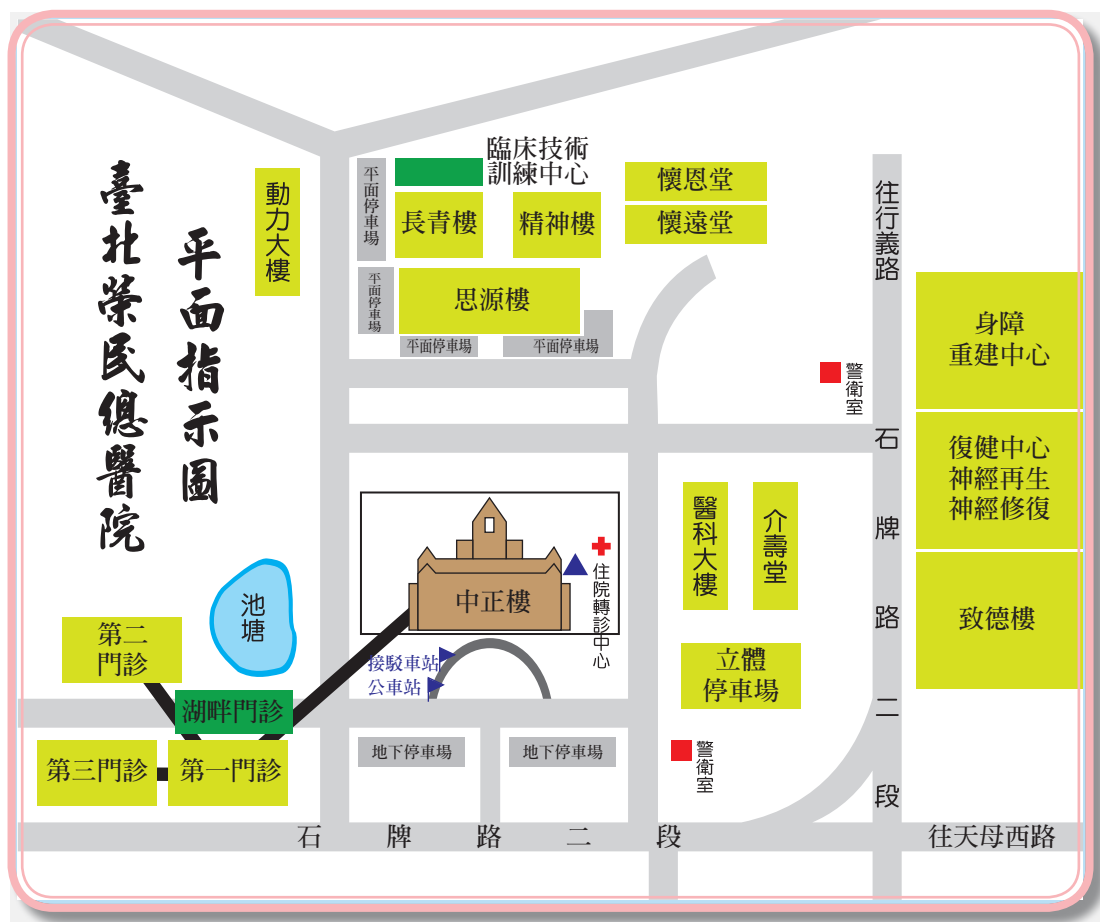 臺北榮民總醫院
平面指示圖
動力大樓
平面停車場
臨床技術
訓練中心
長青樓
精神樓
懷恩堂
懷遠堂
往行義路
平面停車場
思源樓
平面停車場
平面停車場
身障
重建中心
警衛室
石牌路二段
復健中心
神經再生
神經修復
醫科大樓
介壽堂
中正樓
住院轉診中心
致德樓
池塘
第二
門診
接駁車站
公車站
立體
停車場
湖畔門診
第三門診
第一門診
地下停車場
地下停車場
警衛室
石牌路二段
往天母西路